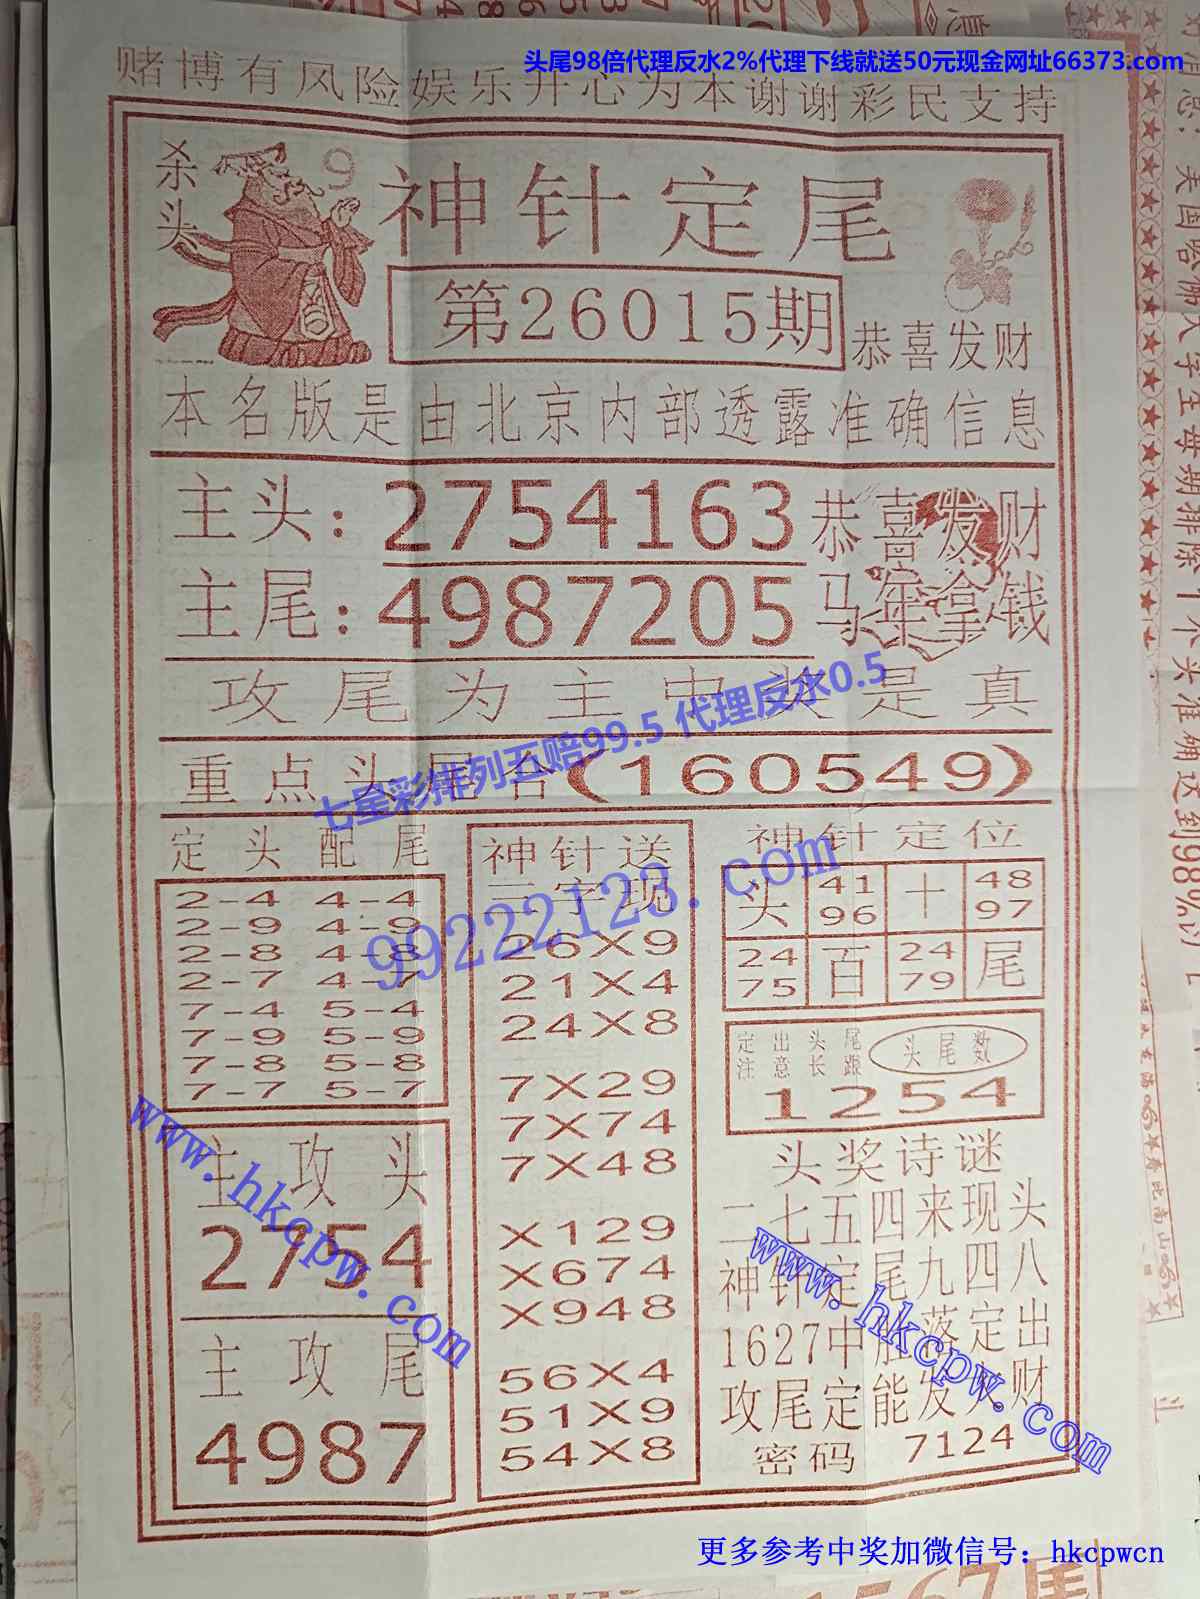 头尾98倍代理反水2%代理下线就送50元现金网址66373.com
赌博有风险娱乐开心为本谢谢彩民支持
杀头
9
神针定尾
第26015期
恭喜发财
本名版是由北京内部透露准确信息
主头:2754163
恭喜发财
主尾:4987205
马年拿钱
攻尾为主中头是真
七星彩排列五赔99.5 代理反水0.5
重点头尾合(160549)
定头配尾
2-4 4-4
2-9 4-9
2-8 4-8
2-7 4-7
7-4 5-4
7-9 5-9
7-8 5-8
7-7 5-7
主攻头
2754
主攻尾
4987
神针送
三字现
26X9
21X4
24X8
7X29
7X74
7X48
X129
X674
X948
56X4
51X9
54X8
神针定位
头 41 96 十 48 97
24 75 百 24 79 尾
定出头尾
注意长跟
头尾数
1254
头奖诗谜
二七五四来现头
神针定尾九四八
1627中胜落定出
攻尾定能发大财
密码 7124
99222123.com
www.hkcpw.com
www.hkcpw.com
更多参考中奖加微信号：hkcpwcn